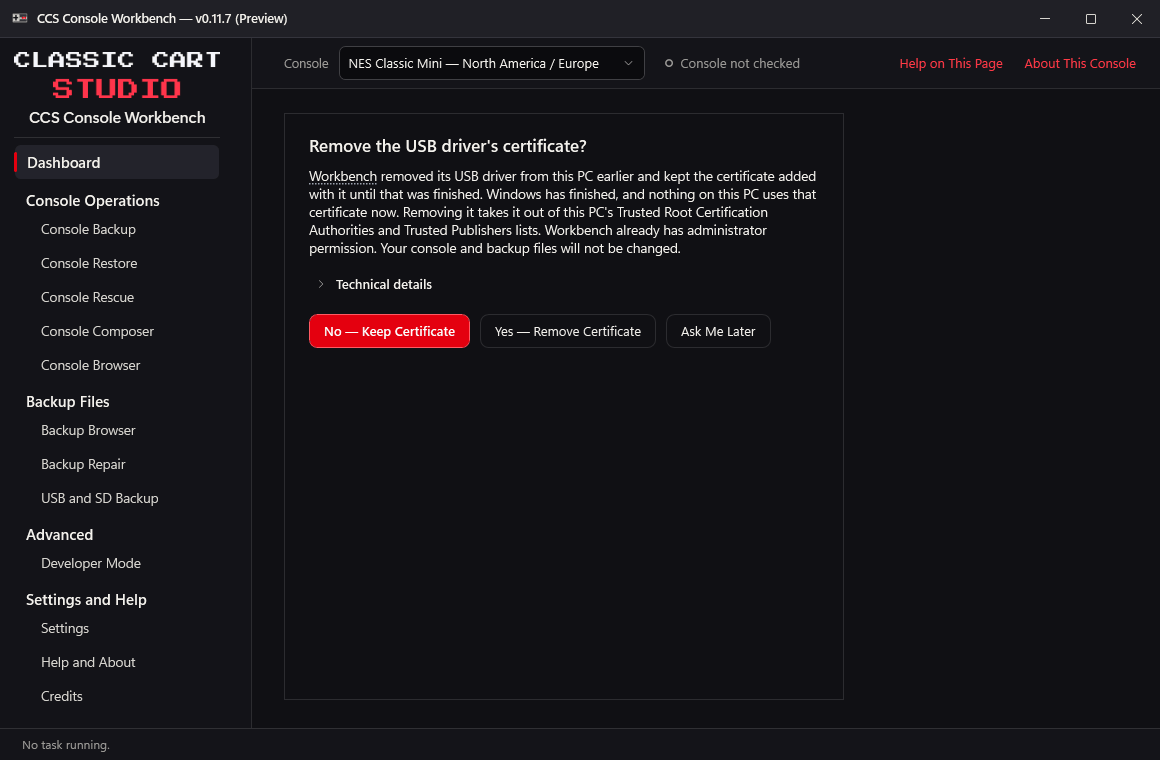 CCS Console Workbench — v0.11.7 (Preview)
CLASSIC CART
STUDIO
CCS Console Workbench
Dashboard
Console Operations
Console Backup
Console Restore
Console Rescue
Console Composer
Console Browser
Backup Files
Backup Browser
Backup Repair
USB and SD Backup
Advanced
Developer Mode
Settings and Help
Settings
Help and About
Credits
Console
NES Classic Mini — North America / Europe
Console not checked
Help on This Page
About This Console
Remove the USB driver's certificate?
Workbench removed its USB driver from this PC earlier and kept the certificate added
with it until that was finished. Windows has finished, and nothing on this PC uses that
certificate now. Removing it takes it out of this PC's Trusted Root Certification
Authorities and Trusted Publishers lists. Workbench already has administrator
permission. Your console and backup files will not be changed.
Technical details
No — Keep Certificate
Yes — Remove Certificate
Ask Me Later
No task running.